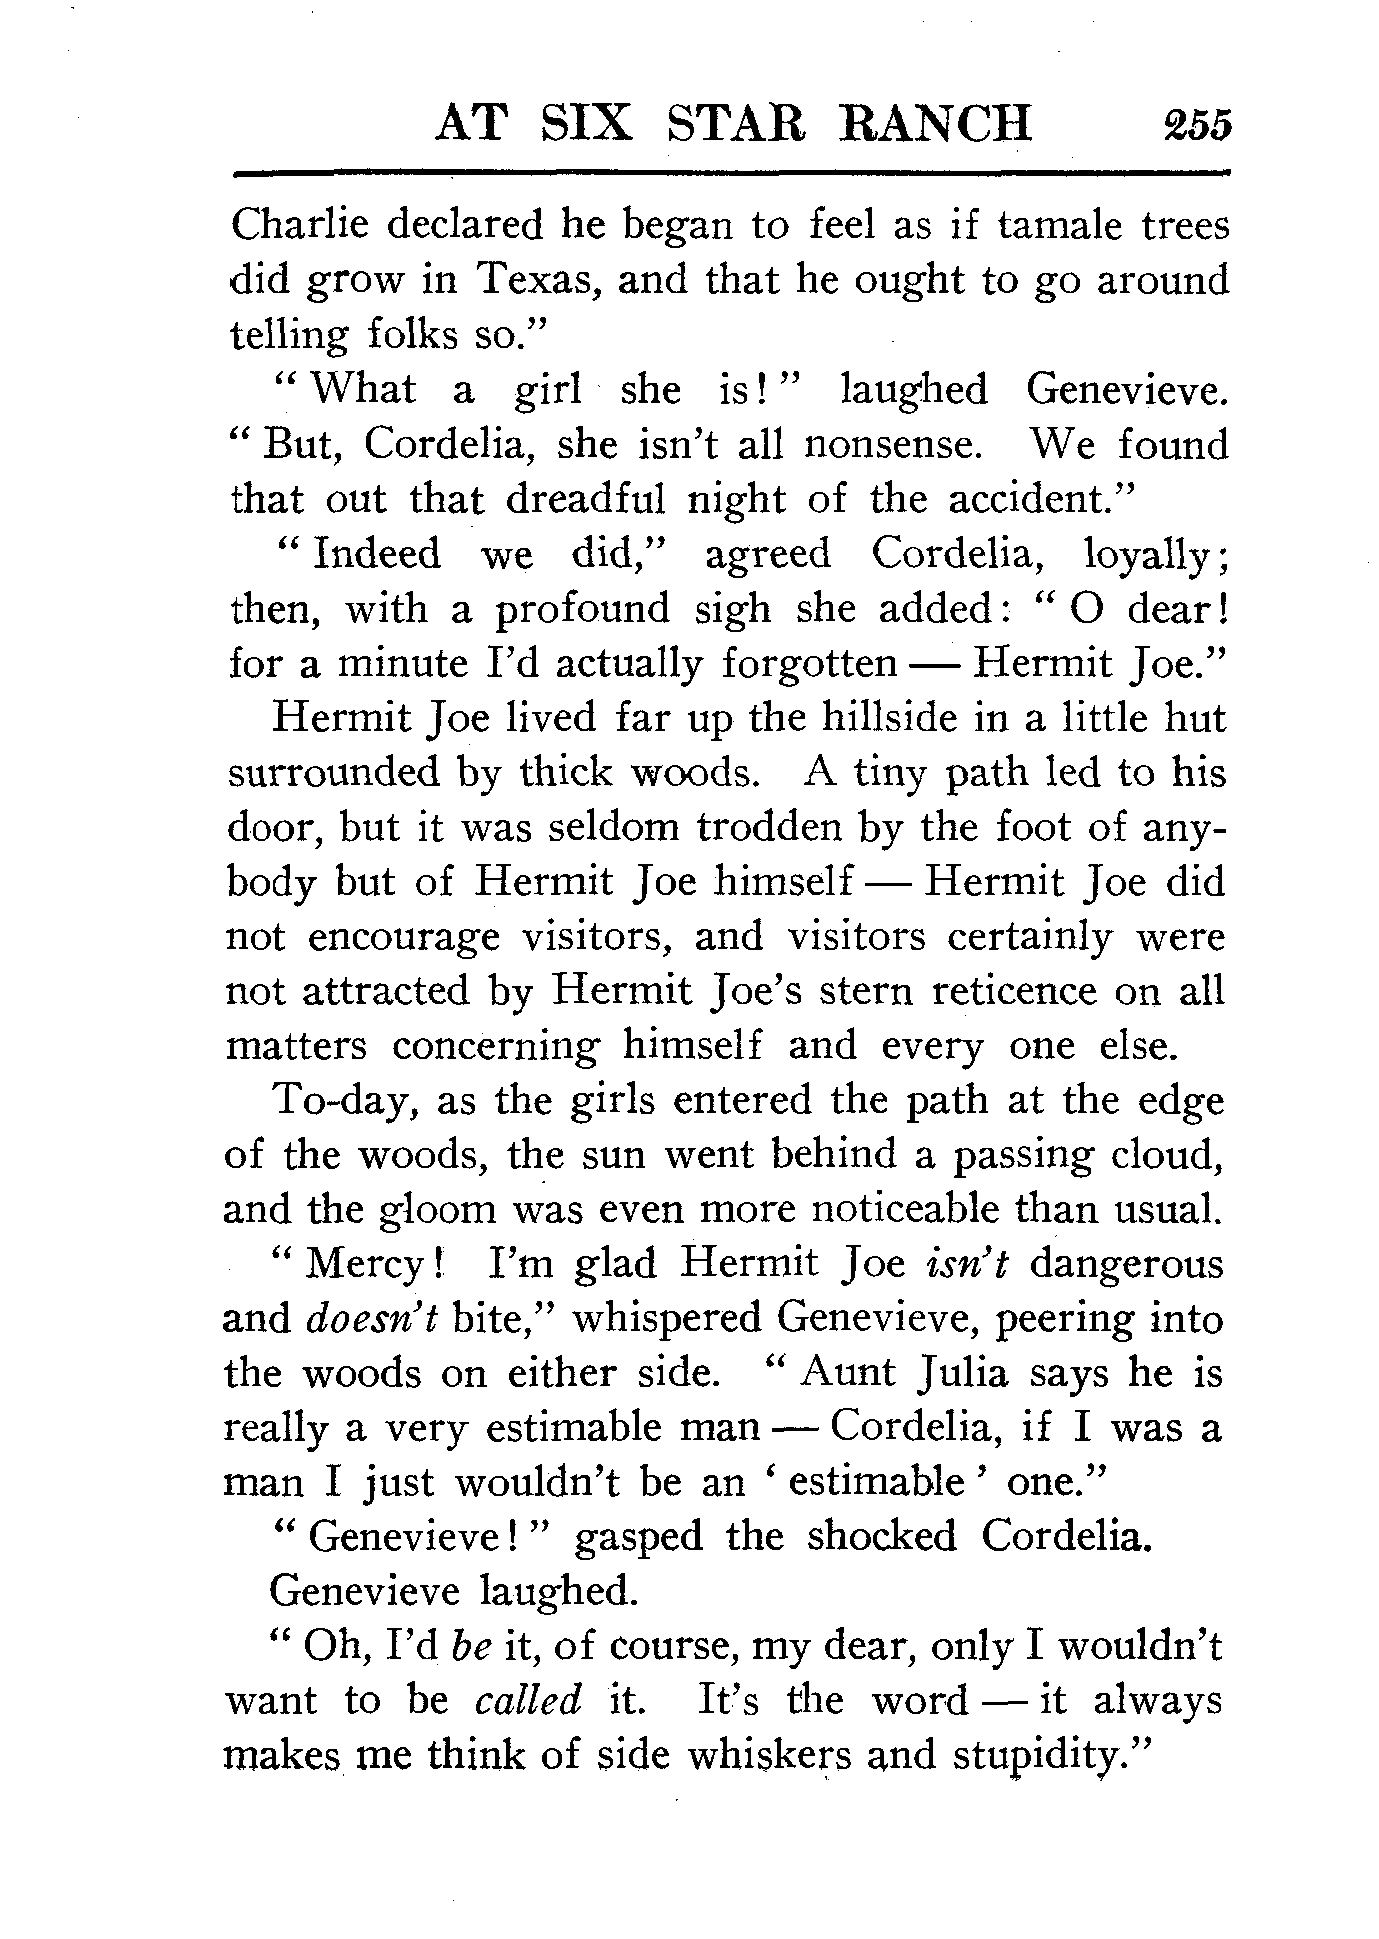 AT SIX STAR RANCH 255
Charlie declared he began to feel as if tamale trees
did grow in Texas, and that he ought to go around
telling folks so."
" What a girl she is! " laughed Genevieve.
" But, Cordelia, she isn't all nonsense. We found
that out that dreadful night of the accident."
" Indeed we did," agreed Cordelia, loyally;
then, with a profound sigh she added: " O dear!
for a minute I'd actually forgotten — Hermit Joe."
Hermit Joe lived far up the hillside in a little hut
surrounded by thick woods. A tiny path led to his
door, but it was seldom trodden by the foot of any-
body but of Hermit Joe himself — Hermit Joe did
not encourage visitors, and visitors certainly were
not attracted by Hermit Joe's stern reticence on all
matters concerning himself and every one else.
To-day, as the girls entered the path at the edge
of the woods, the sun went behind a passing cloud,
and the gloom was even more noticeable than usual.
" Mercy! I'm glad Hermit Joe isn't dangerous
and doesn't bite," whispered Genevieve, peering into
the woods on either side. " Aunt Julia says he is
really a very estimable man — Cordelia, if I was a
man I just wouldn't be an ' estimable ' one."
" Genevieve! " gasped the shocked Cordelia.
Genevieve laughed.
" Oh, I'd be it, of course, my dear, only I wouldn't
want to be called it. It's the word — it always
makes me think of side whiskers and stupidity."